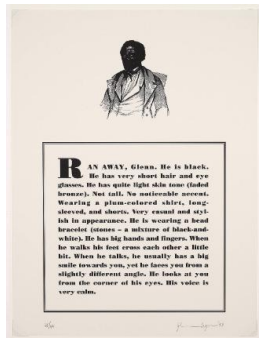 RAN AWAY, Glenn. He is black.
He has very short hair and eye
glasses. He has quite light skin tone (faded
bronze). Not tall. No noticeable accent.
Wearing a plum-colored shirt, long-
sleeved, and shorts. Very casual and styl-
ish in appearance. He is wearing a bead
bracelet (stones – a mixture of black-and-
white). He has big hands and fingers. When
he walks his feet cross each other a little
bit. When he talks, he usually has a big
smile towards you, yet he faces you from a
slightly different angle. He looks at you
from the corner of his eyes. His voice is
very calm.